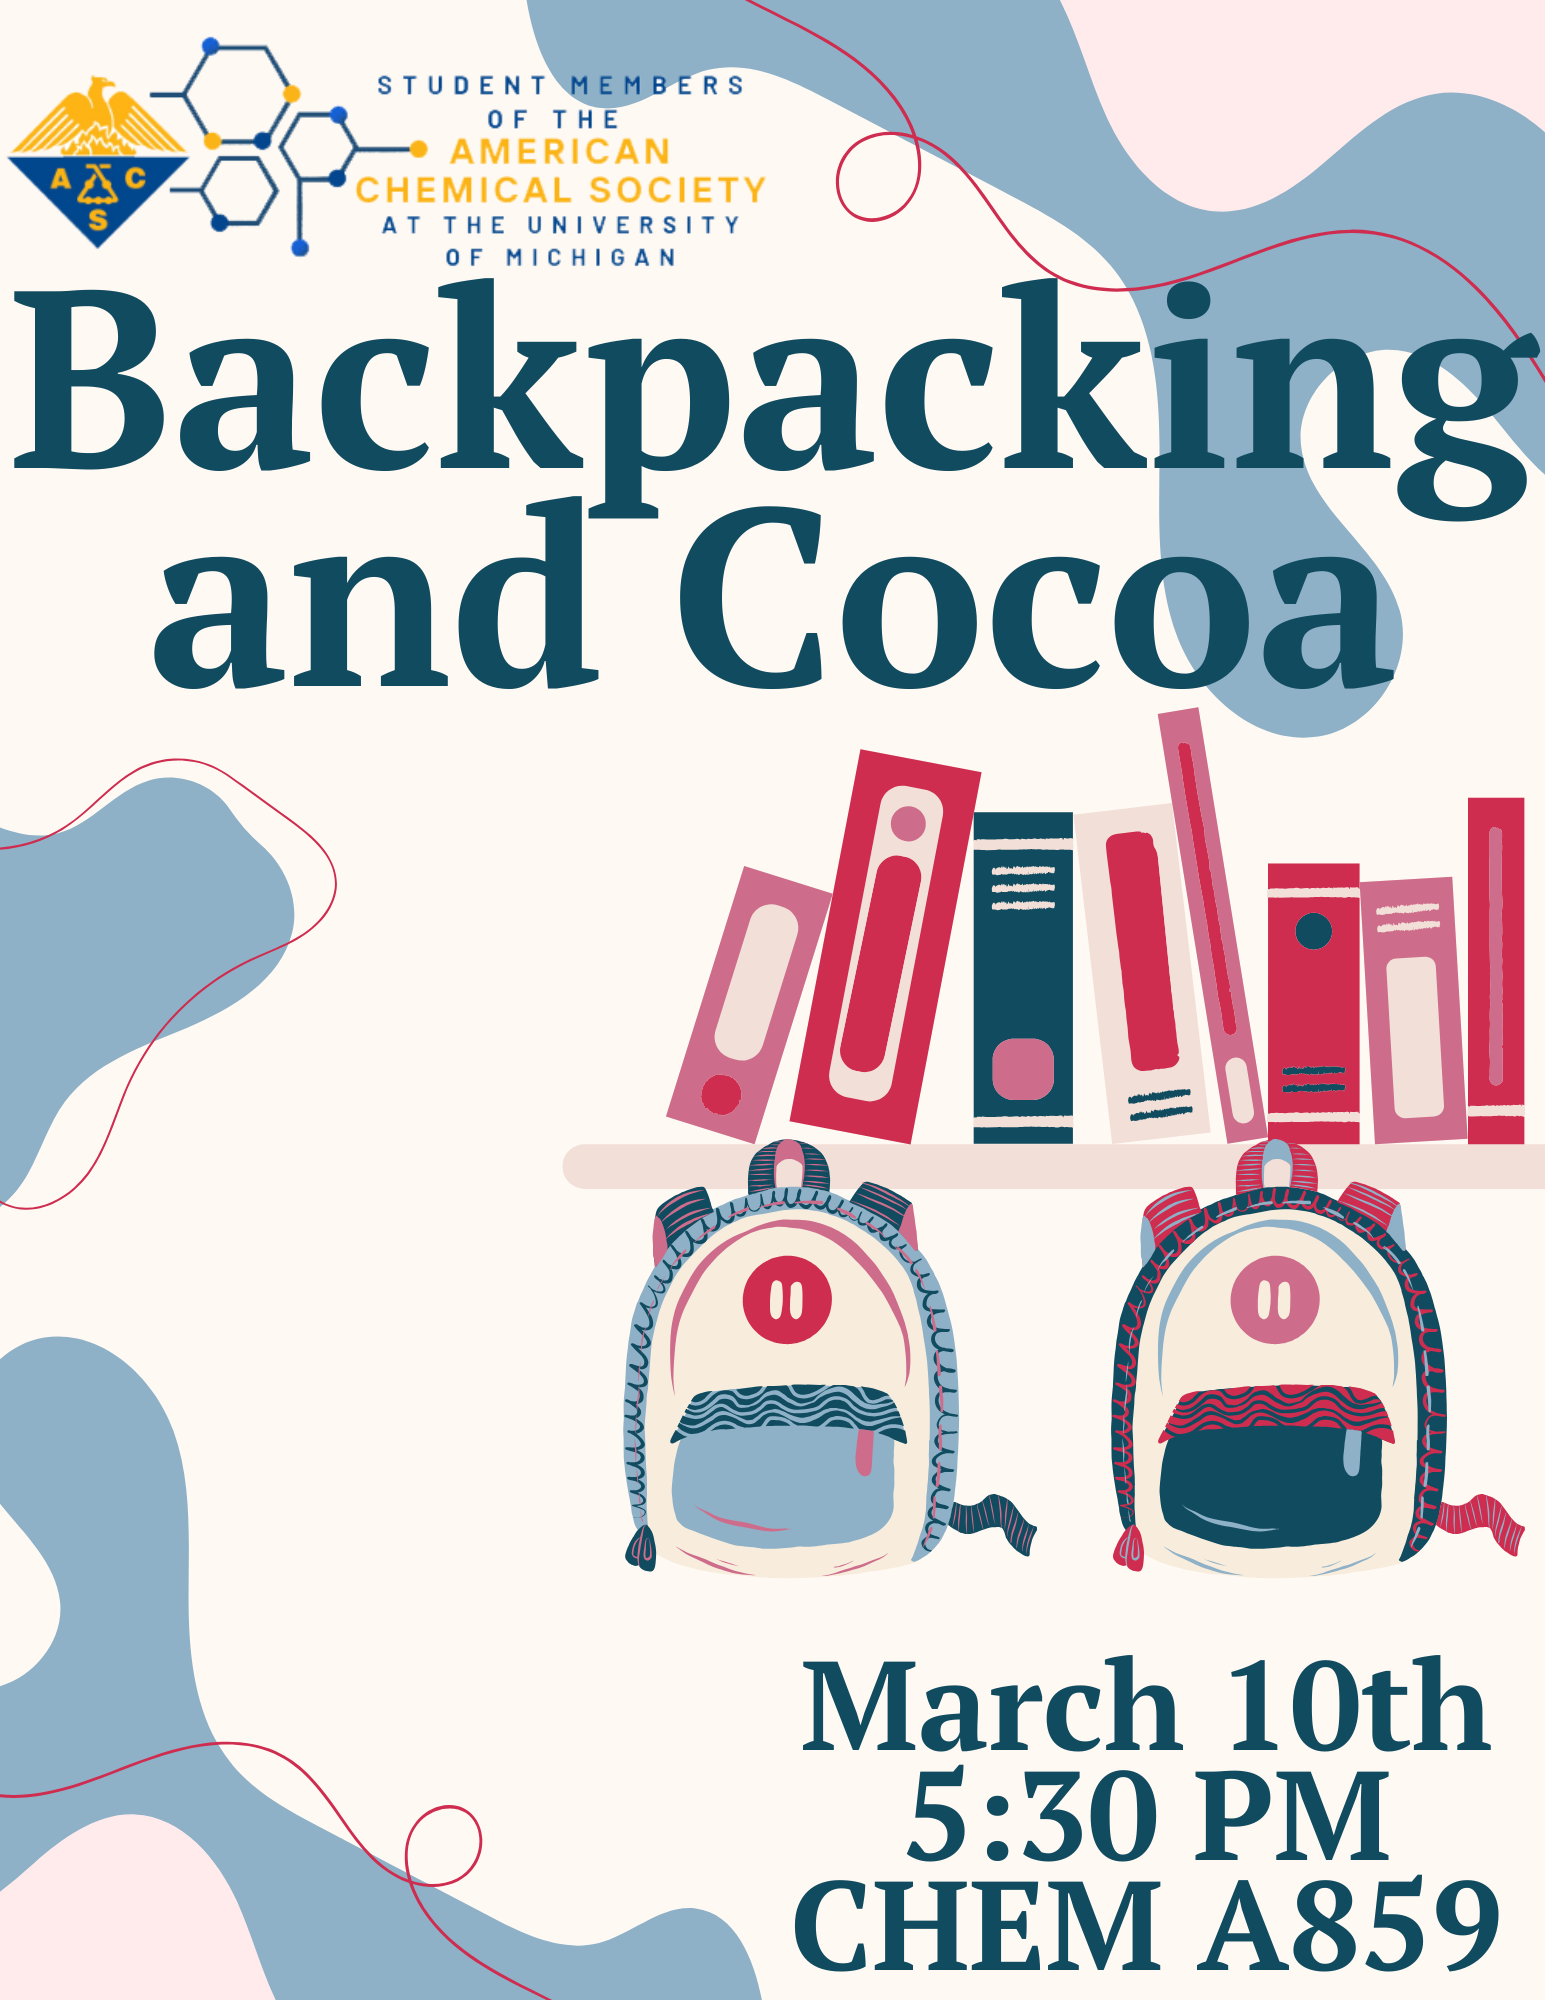 A C
S
STUDENT MEMBERS
OF THE
AMERICAN
CHEMICAL SOCIETY
AT THE UNIVERSITY
OF MICHIGAN
Backpacking
and Cocoa
March 10th
5:30 PM
CHEM A859